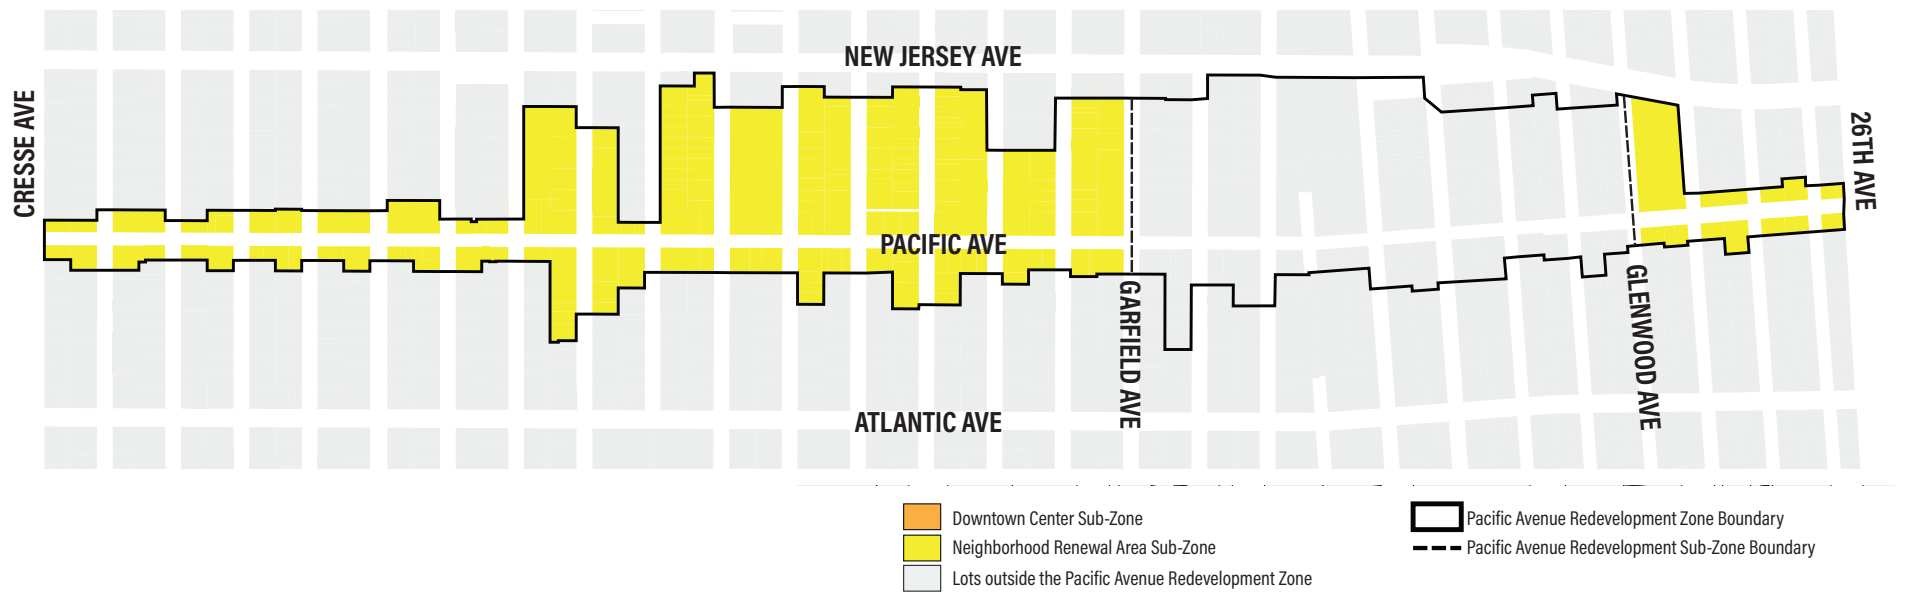 NEW JERSEY AVE
CRESSE AVE
26TH AVE
PACIFIC AVE
GARFIELD AVE
GLENWOOD AVE
ATLANTIC AVE
Downtown Center Sub-Zone
Neighborhood Renewal Area Sub-Zone
Lots outside the Pacific Avenue Redevelopment Zone
Pacific Avenue Redevelopment Zone Boundary
Pacific Avenue Redevelopment Sub-Zone Boundary